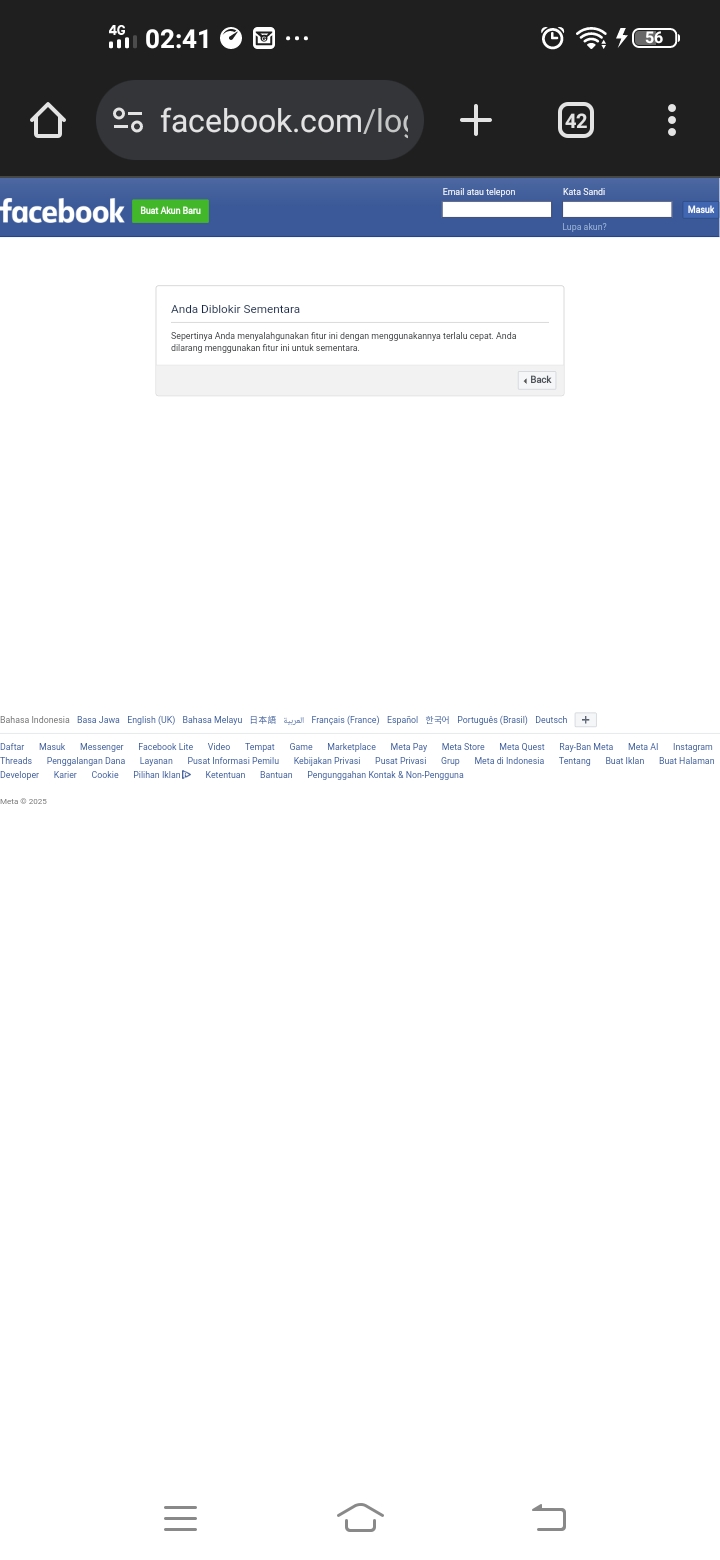 4G 02:41 56
facebook.com/log
42
Email atau telepon Kata Sandi
facebook Buat Akun Baru Masuk
Lupa akun?
Anda Diblokir Sementara
Sepertinya Anda menyalahgunakan fitur ini dengan menggunakannya terlalu cepat. Anda
dilarang menggunakan fitur ini untuk sementara.
Back
Bahasa Indonesia Basa Jawa English (UK) Bahasa Melayu 日本語 العربية Français (France) Español 한국어 Português (Brasil) Deutsch
Daftar Masuk Messenger Facebook Lite Video Tempat Game Marketplace Meta Pay Meta Store Meta Quest Ray-Ban Meta Meta AI Instagram
Threads Penggalangan Dana Layanan Pusat Informasi Pemilu Kebijakan Privasi Pusat Privasi Grup Meta di Indonesia Tentang Buat Iklan Buat Halaman
Developer Karier Cookie Pilihan Iklan Ketentuan Bantuan Pengunggahan Kontak & Non-Pengguna
Meta © 2025